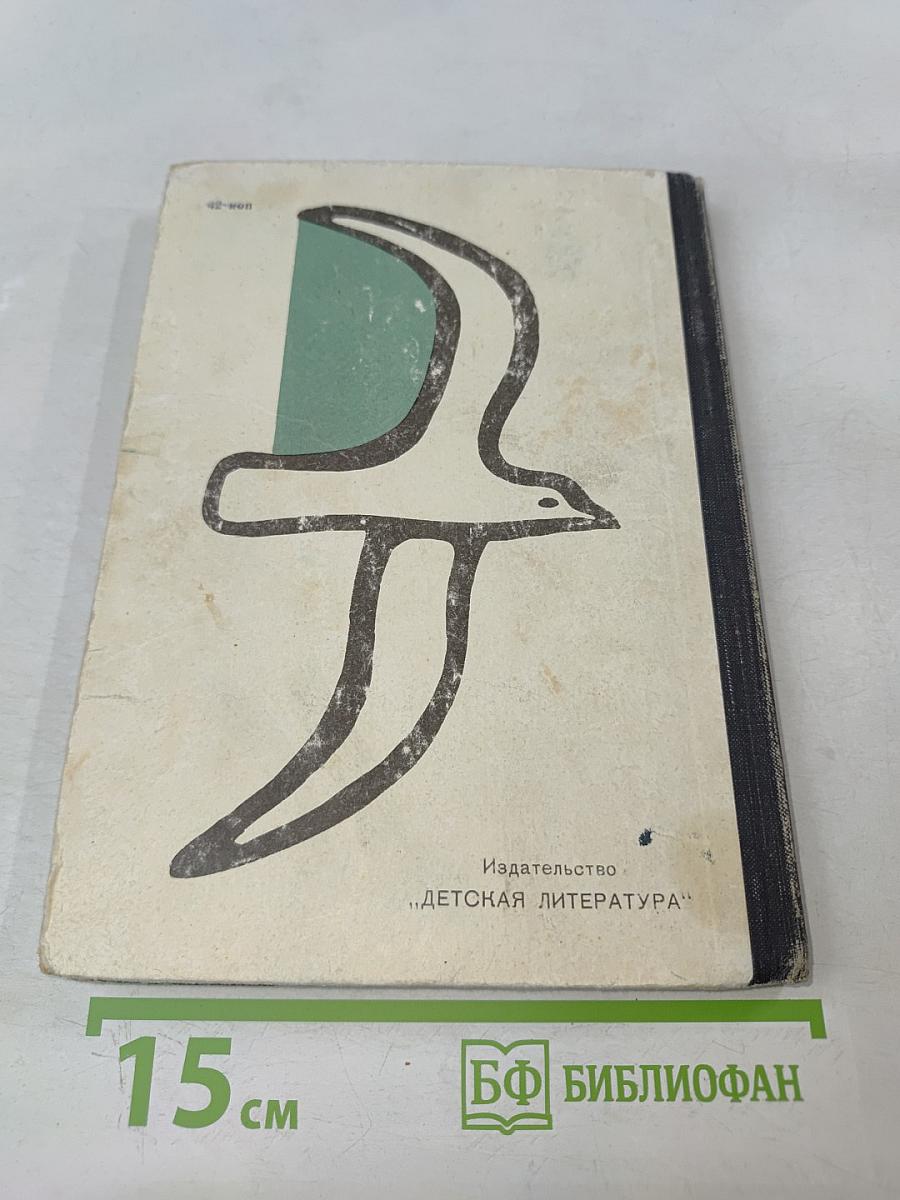 42 коп
Издательство
„ДЕТСКАЯ ЛИТЕРАТУРА“
15 см
БФ БИБЛИОФАН